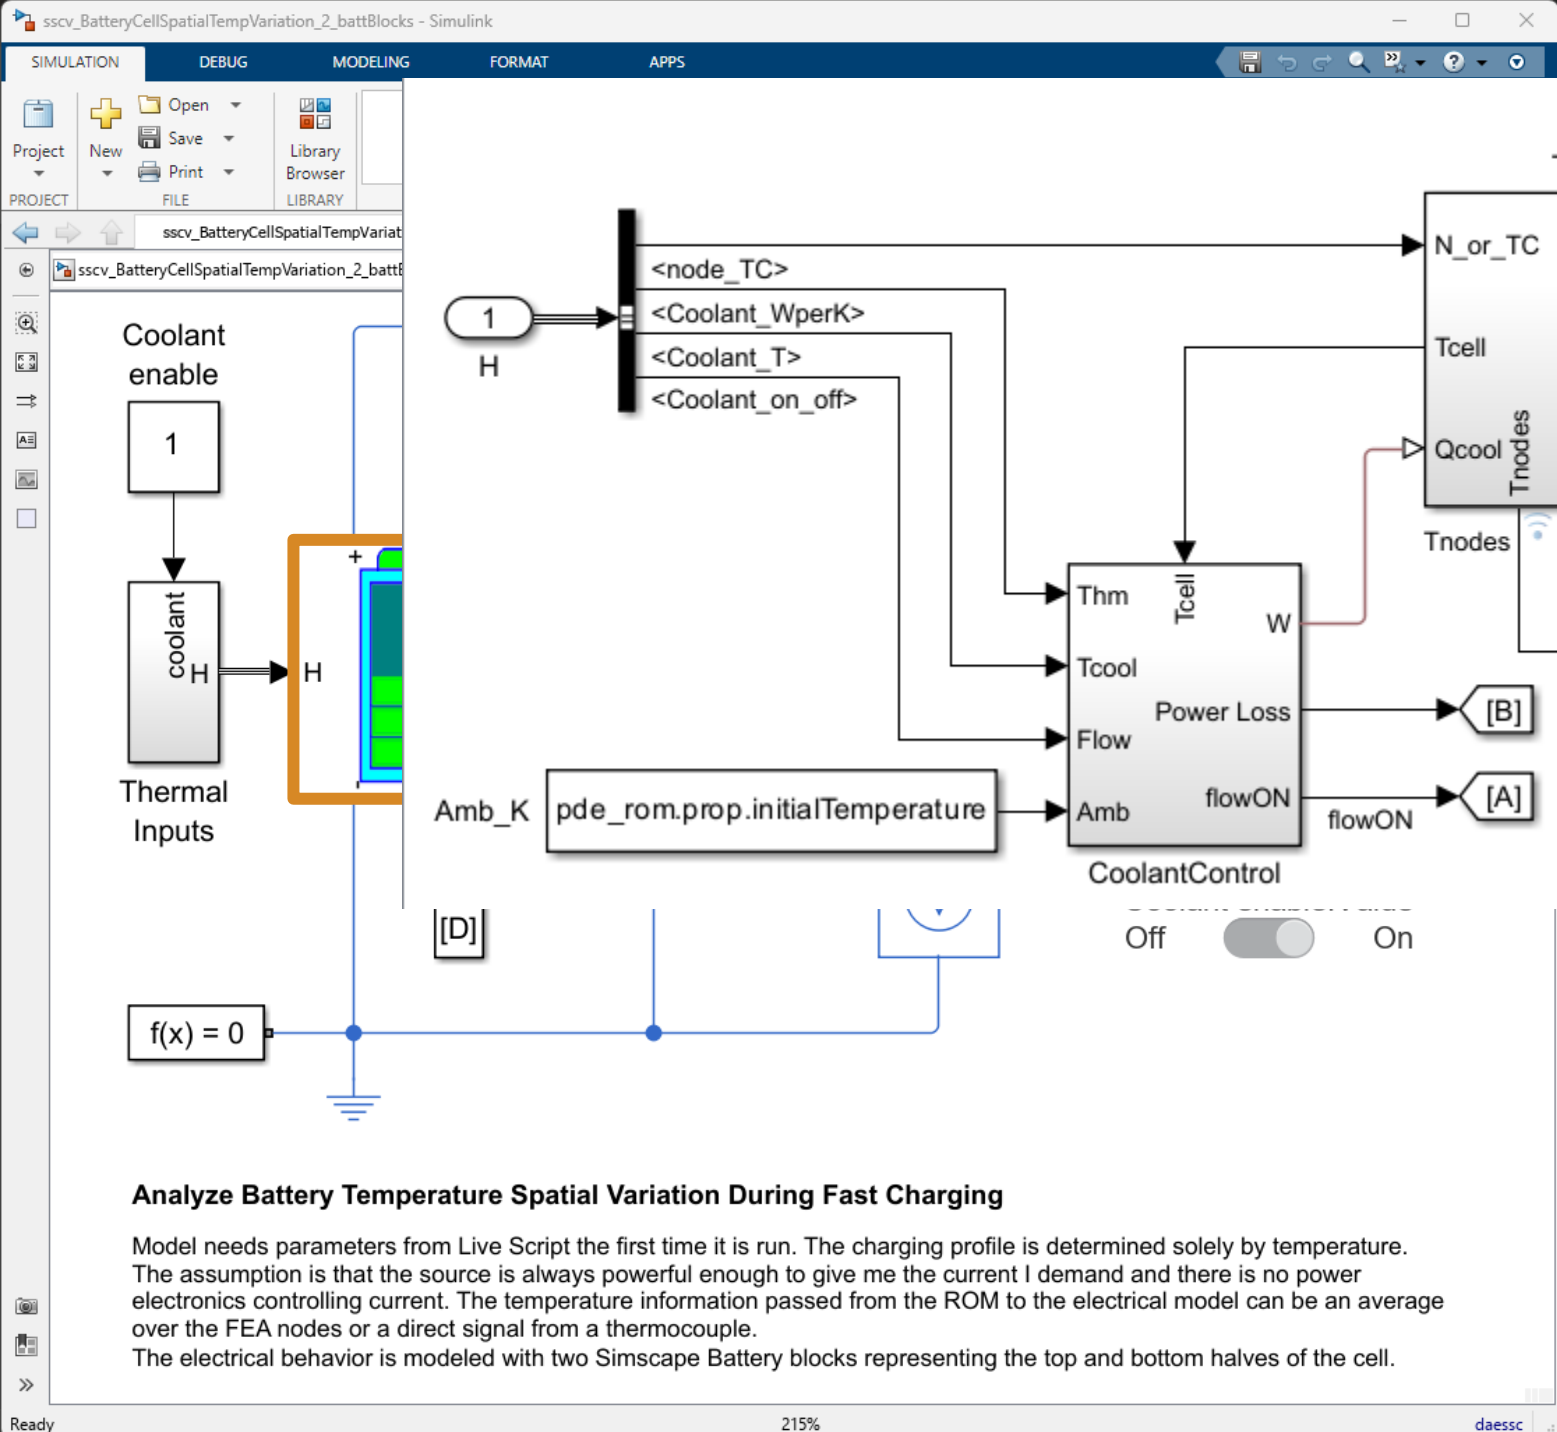 sscv_BatteryCellSpatialTempVariation_2_battBlocks - Simulink
SIMULATION
DEBUG
MODELING
FORMAT
APPS
Project
New
Open
Save
Print
Library
Browser
PROJECT
FILE
LIBRARY
sscv_BatteryCellSpatialTempVariat
sscv_BatteryCellSpatialTempVariation_2_batt
Coolant
enable
1
coolant
H
Thermal
Inputs
H
+
-
1
H
<node_TC>
<Coolant_WperK>
<Coolant_T>
<Coolant_on_off>
N_or_TC
Tcell
Qcool
Tnodes
Tnodes
Thm
Tcell
W
Tcool
Power Loss
Flow
flowON
Amb
CoolantControl
[B]
[A]
flowON
Amb_K
pde_rom.prop.initialTemperature
[D]
Off
On
f(x) = 0
Analyze Battery Temperature Spatial Variation During Fast Charging
Model needs parameters from Live Script the first time it is run. The charging profile is determined solely by temperature.
The assumption is that the source is always powerful enough to give me the current I demand and there is no power
electronics controlling current. The temperature information passed from the ROM to the electrical model can be an average
over the FEA nodes or a direct signal from a thermocouple.
The electrical behavior is modeled with two Simscape Battery blocks representing the top and bottom halves of the cell.
Ready
215%
daessc